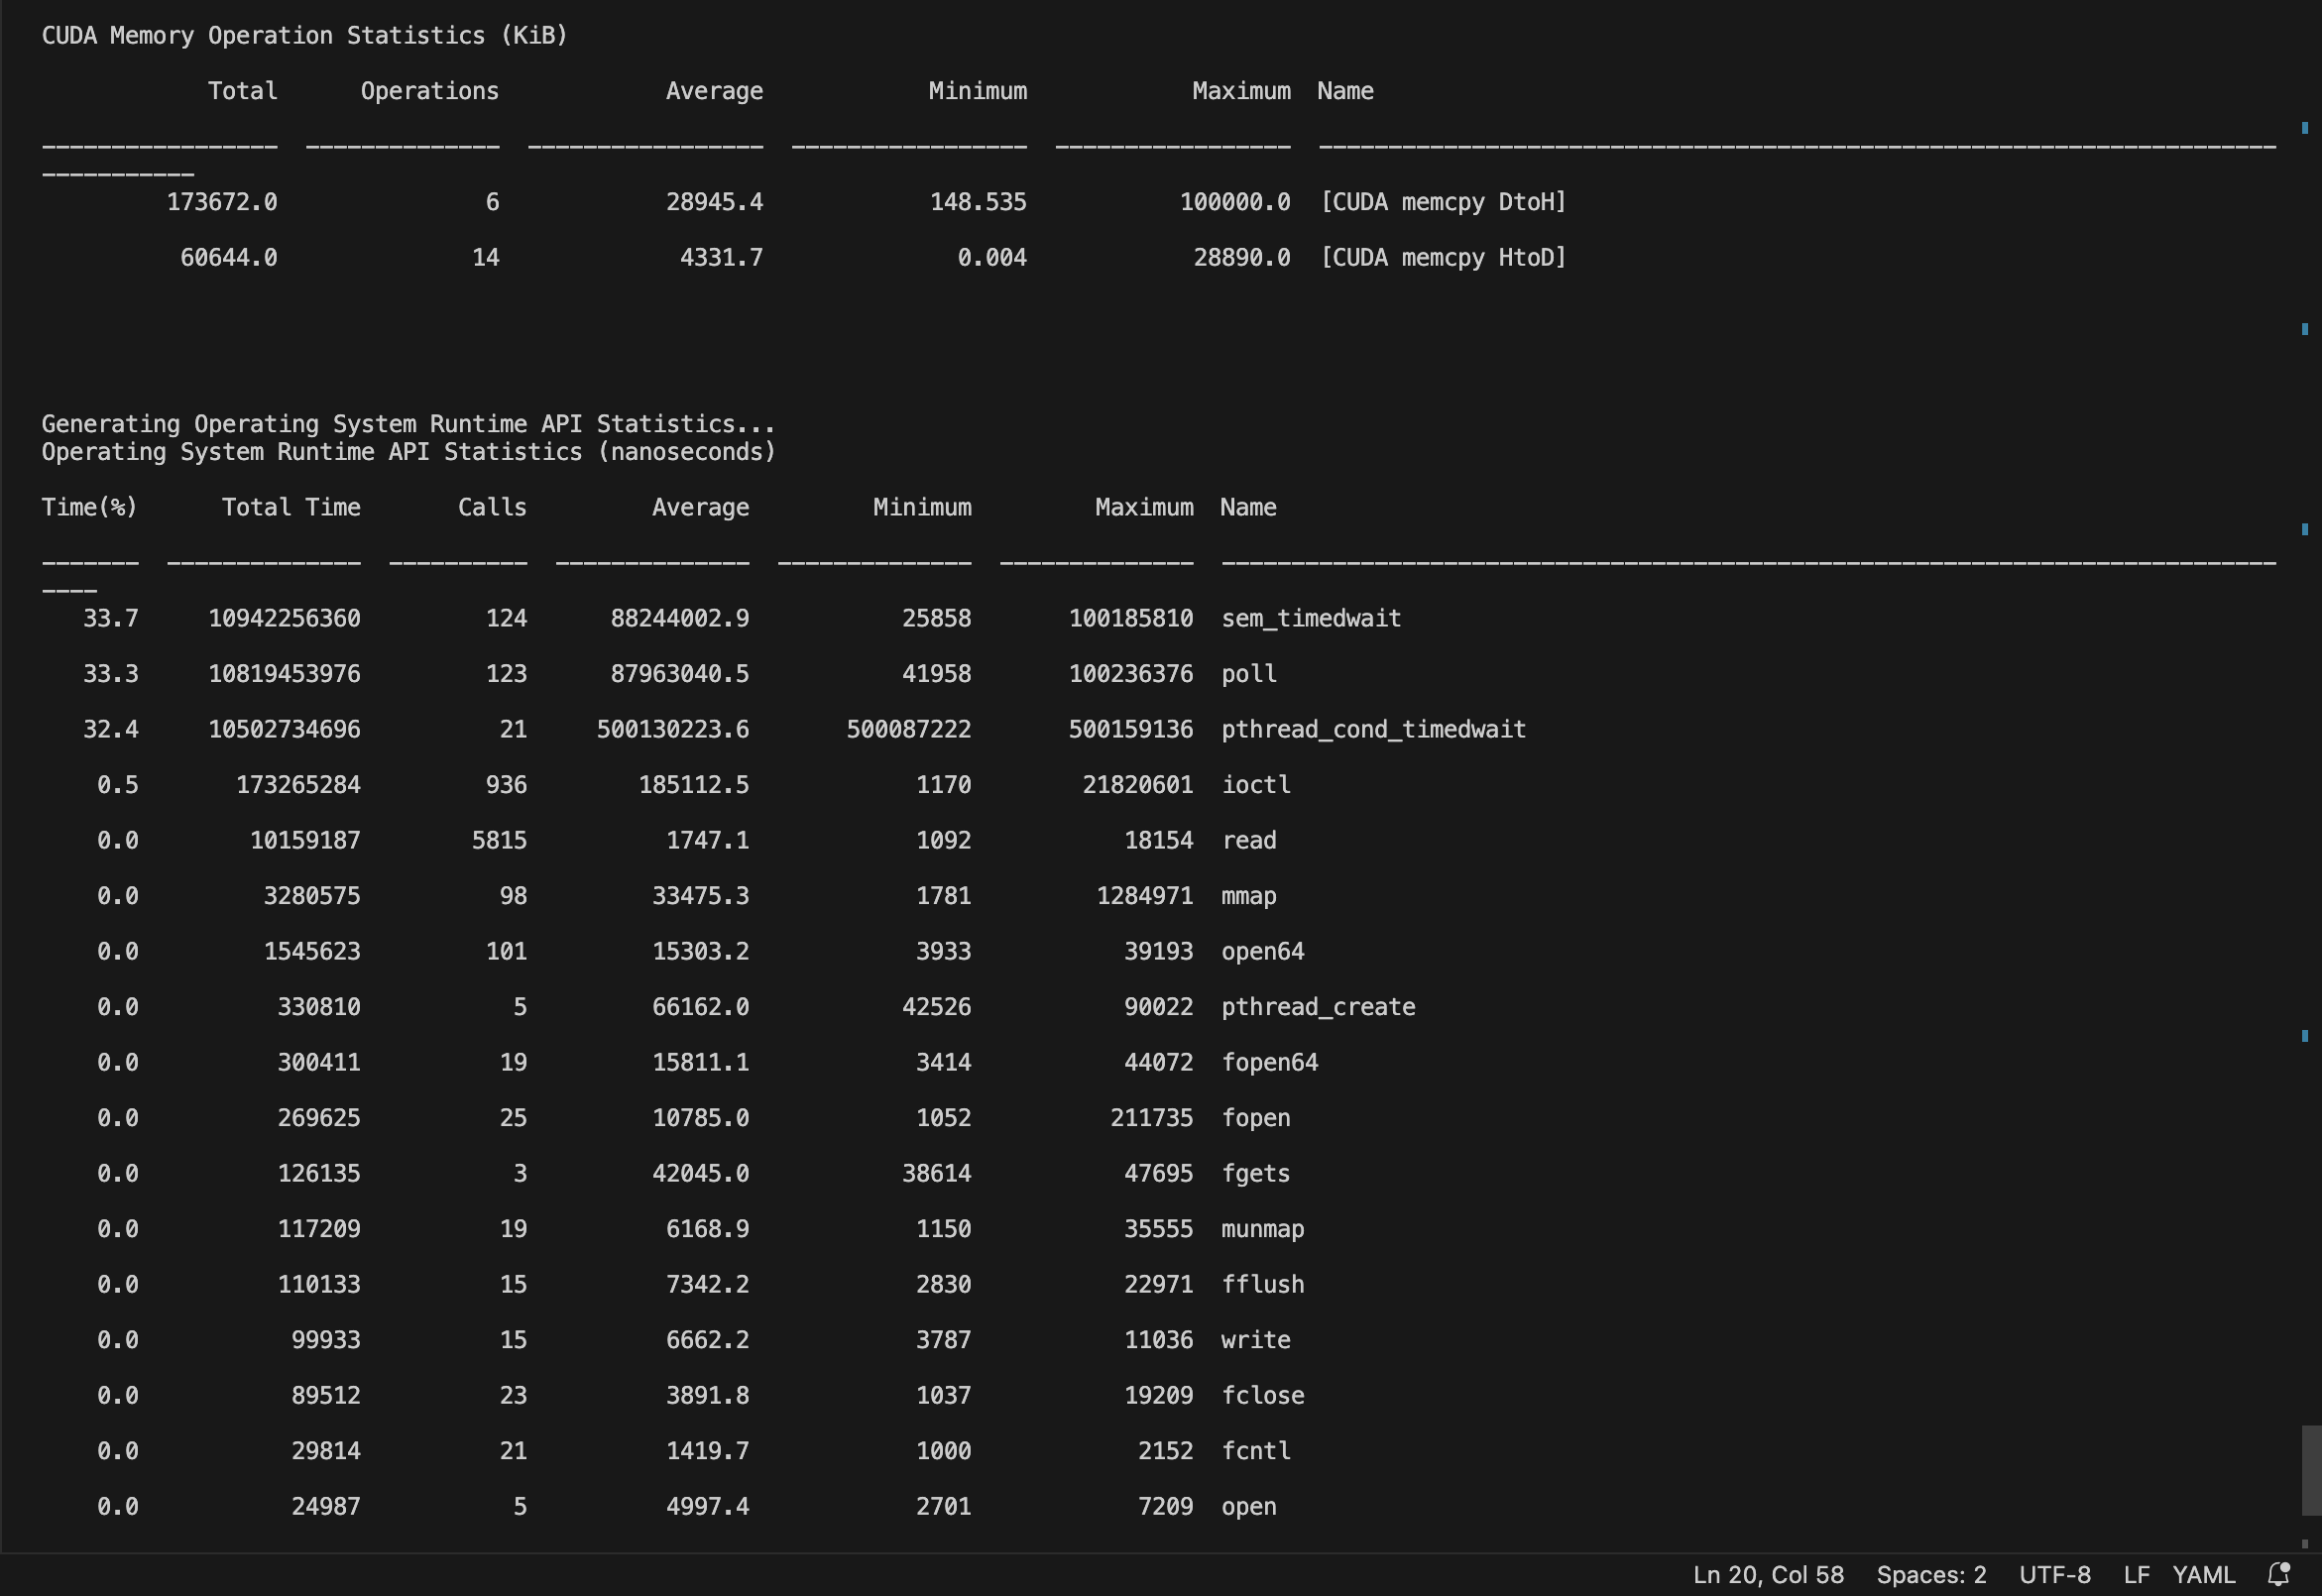 CUDA Memory Operation Statistics (KiB)
Total Operations Average Minimum Maximum Name
----------------- -------------- ----------------- ----------------- ----------------- ---------------------------------------------------------------------
-----------
173672.0 6 28945.4 148.535 100000.0 [CUDA memcpy DtoH]
60644.0 14 4331.7 0.004 28890.0 [CUDA memcpy HtoD]
Generating Operating System Runtime API Statistics...
Operating System Runtime API Statistics (nanoseconds)
Time(%) Total Time Calls Average Minimum Maximum Name
------- -------------- ---------- -------------- -------------- -------------- ----------------------------------------------------------------------------
----
33.7 10942256360 124 88244002.9 25858 100185810 sem_timedwait
33.3 10819453976 123 87963040.5 41958 100236376 poll
32.4 10502734696 21 500130223.6 500087222 500159136 pthread_cond_timedwait
0.5 173265284 936 185112.5 1170 21820601 ioctl
0.0 10159187 5815 1747.1 1092 18154 read
0.0 3280575 98 33475.3 1781 1284971 mmap
0.0 1545623 101 15303.2 3933 39193 open64
0.0 330810 5 66162.0 42526 90022 pthread_create
0.0 300411 19 15811.1 3414 44072 fopen64
0.0 269625 25 10785.0 1052 211735 fopen
0.0 126135 3 42045.0 38614 47695 fgets
0.0 117209 19 6168.9 1150 35555 munmap
0.0 110133 15 7342.2 2830 22971 fflush
0.0 99933 15 6662.2 3787 11036 write
0.0 89512 23 3891.8 1037 19209 fclose
0.0 29814 21 1419.7 1000 2152 fcntl
0.0 24987 5 4997.4 2701 7209 open
Ln 20, Col 58 Spaces: 2 UTF-8 LF YAML